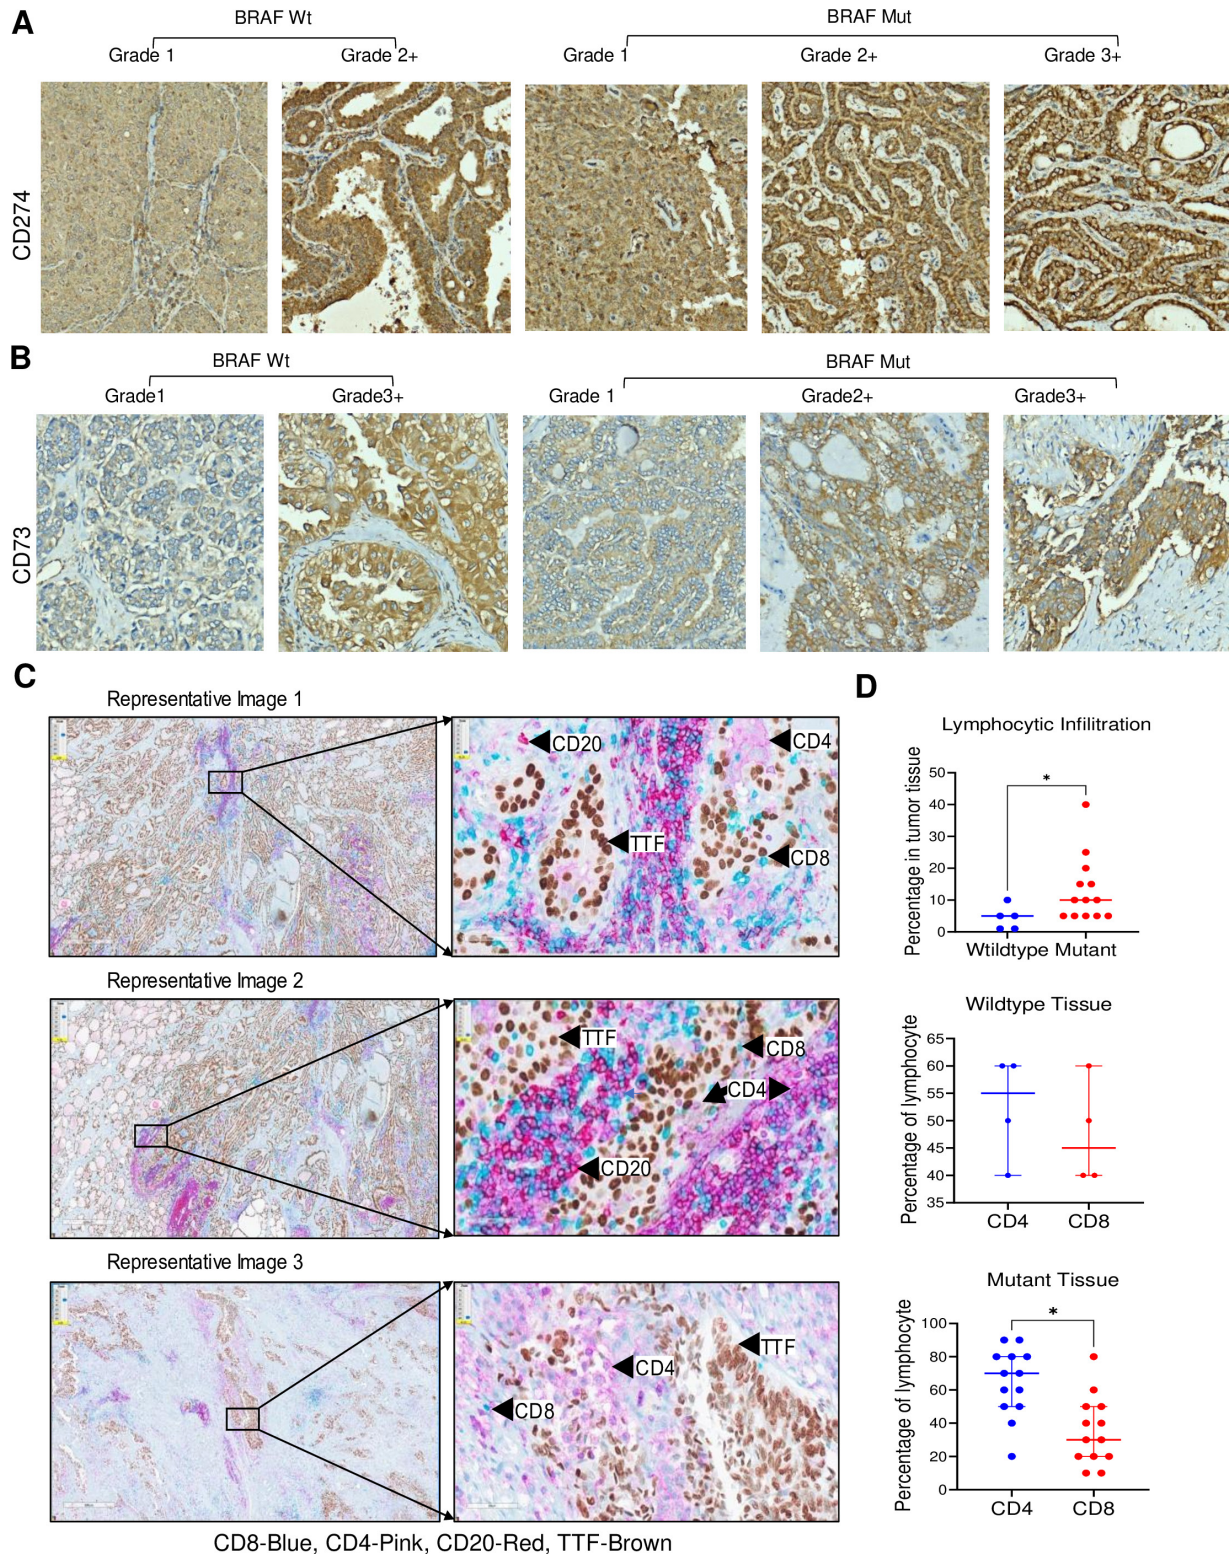 A
BRAF Wt
BRAF Mut
Grade 1
Grade 2+
Grade 1
Grade 2+
Grade 3+
CD274
B
BRAF Wt
BRAF Mut
Grade1
Grade3+
Grade 1
Grade2+
Grade3+
CD73
C
Representative Image 1
CD20
CD4
TTF
CD8
Representative Image 2
TTF
CD8
CD4
CD20
Representative Image 3
TTF
CD4
CD8
CD8-Blue, CD4-Pink, CD20-Red, TTF-Brown
D
Lymphocytic Infilitration
Percentage in tumor tissue
50
40
30
20
10
0
*
Wtildtype Mutant
Wildtype Tissue
Percentage of lymphocyte
65
60
55
50
45
40
35
CD4 CD8
Mutant Tissue
Percentage of lymphocyte
100
80
60
40
20
0
*
CD4 CD8